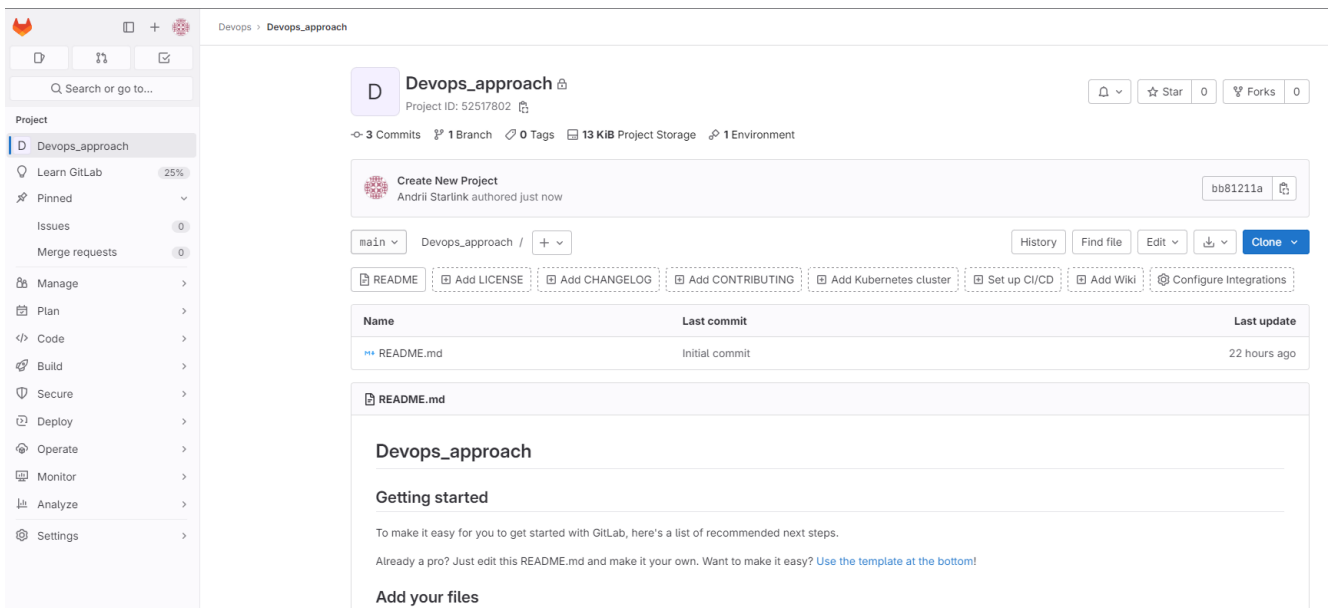 Devops > Devops_approach
Search or go to...
Project
D Devops_approach
Learn GitLab 25%
Pinned
Issues 0
Merge requests 0
Manage
Plan
Code
Build
Secure
Deploy
Operate
Monitor
Analyze
Settings
D
Devops_approach
Project ID: 52517802
Star 0 Forks 0
3 Commits 1 Branch 0 Tags 13 KiB Project Storage 1 Environment
Create New Project
Andrii Starlink authored just now
bb81211a
main Devops_approach / + History Find file Edit Clone
README Add LICENSE Add CHANGELOG Add CONTRIBUTING Add Kubernetes cluster Set up CI/CD Add Wiki Configure Integrations
Name Last commit Last update
README.md Initial commit 22 hours ago
README.md
Devops_approach
Getting started
To make it easy for you to get started with GitLab, here's a list of recommended next steps.
Already a pro? Just edit this README.md and make it your own. Want to make it easy? Use the template at the bottom!
Add your files